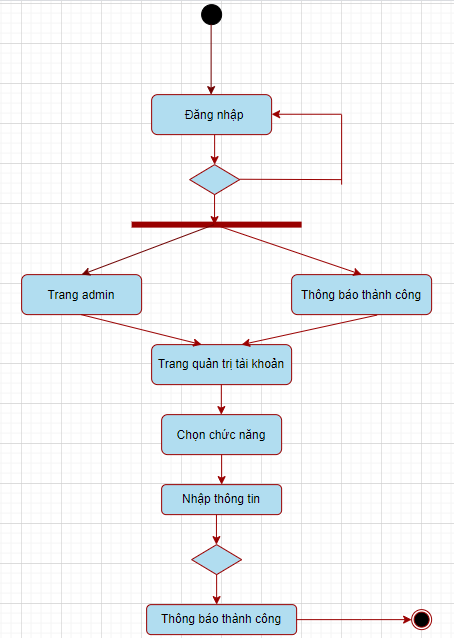 Đăng nhập
Trang admin
Thông báo thành công
Trang quản trị tài khoản
Chọn chức năng
Nhập thông tin
Thông báo thành công